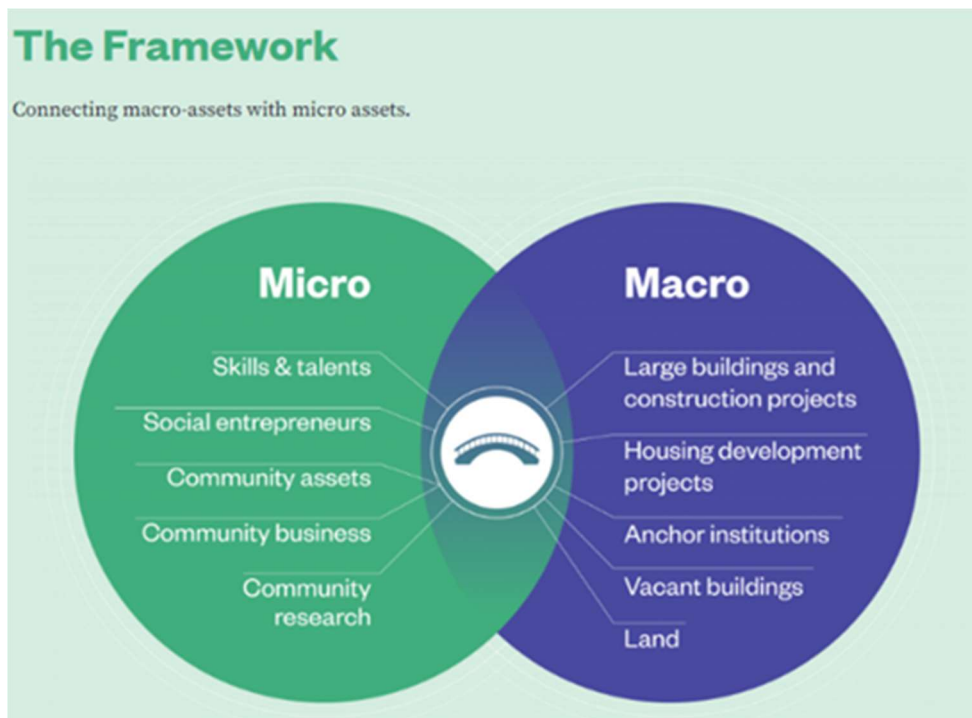 The Framework
Connecting macro-assets with micro assets.
Micro
Skills & talents
Social entrepreneurs
Community assets
Community business
Community
research
Macro
Large buildings and
construction projects
Housing development
projects
Anchor institutions
Vacant buildings
Land